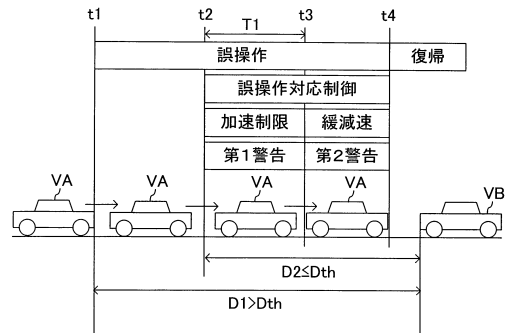 t1 t2 t3 t4
T1
誤操作 復帰
誤操作対応制御
加速制限 緩減速
第1警告 第2警告
VA VA VA VA VB
D2≤Dth
D1>Dth